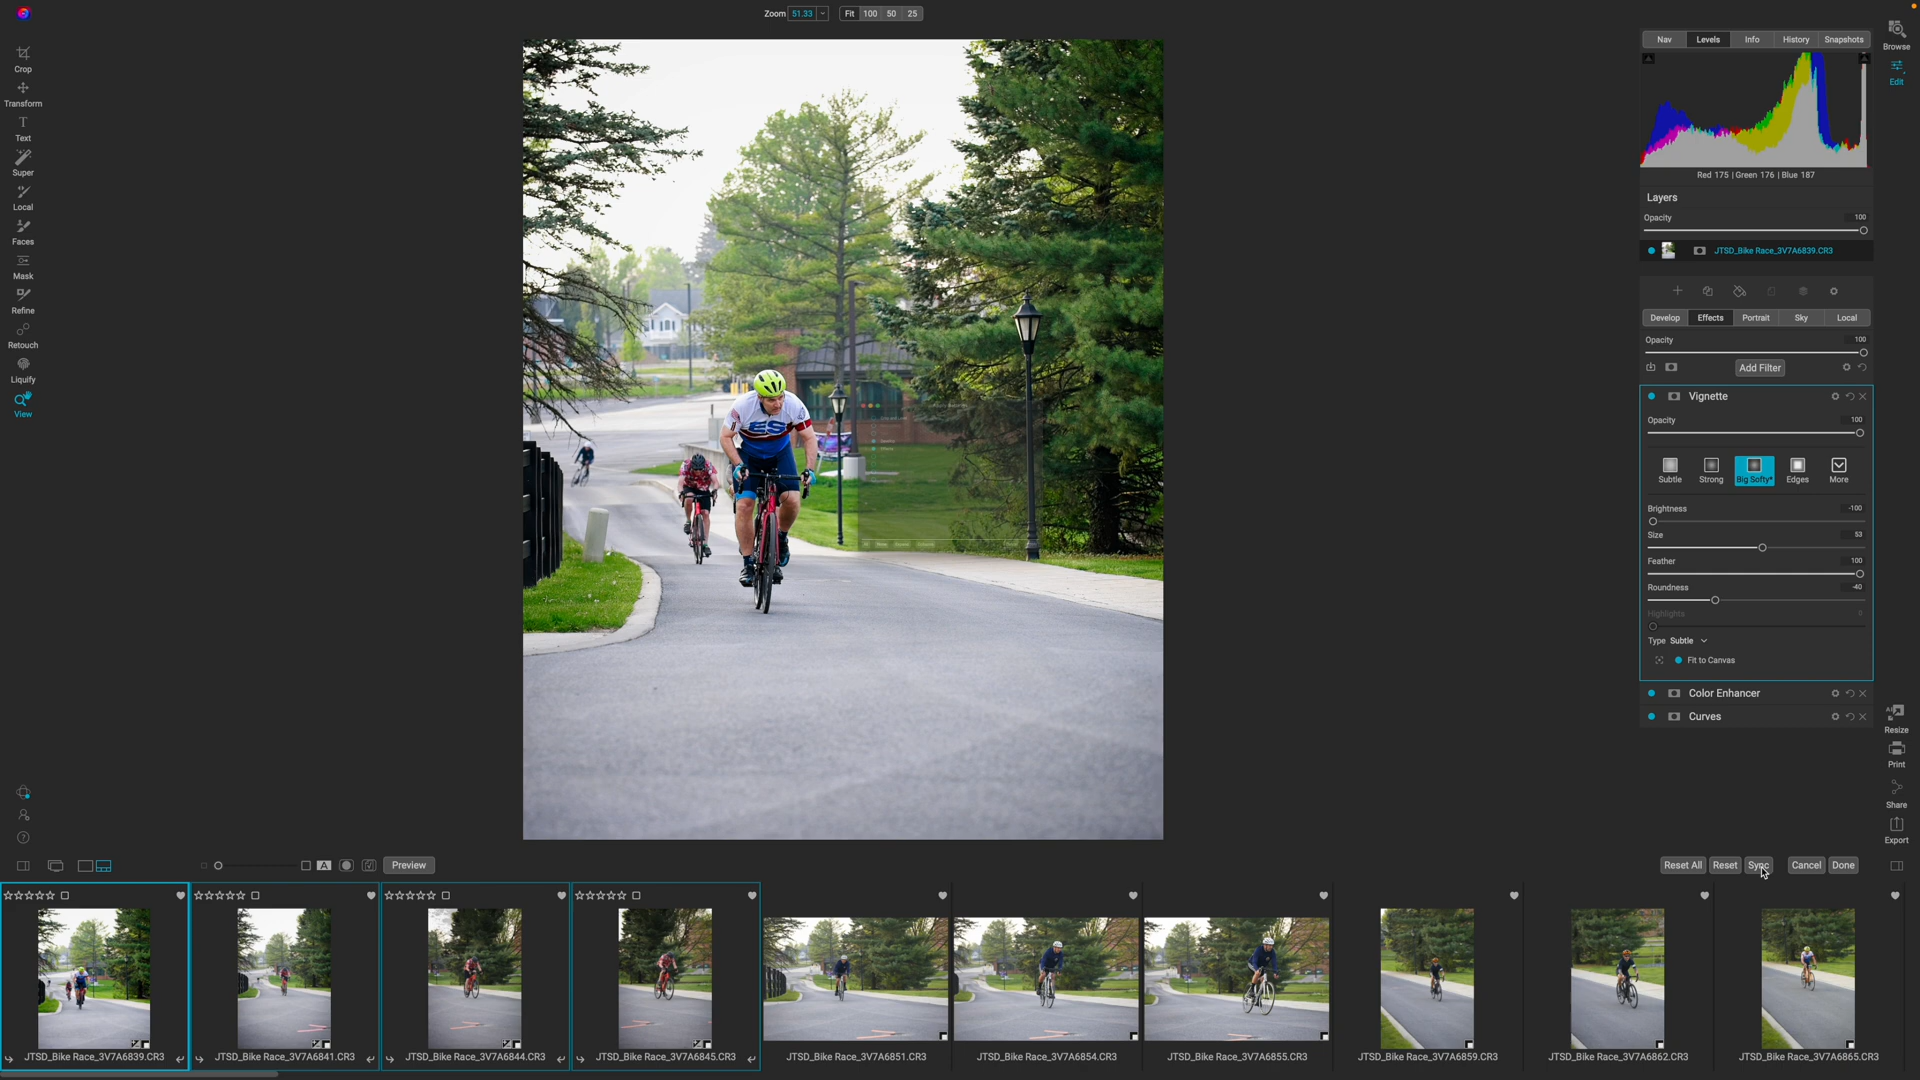 Zoom 51.33 Fit 100 50 25
Crop
Transform
Text
Super
Local
Faces
Mask
Refine
Retouch
Liquify
View
ES
Nav Levels Info History Snapshots
Red 175 | Green 176 | Blue 187
Layers
Opacity 100
JTSD_Bike Race_3V7A6839.CR3
Develop Effects Portrait Sky Local
Opacity 100
Add Filter
Vignette
Opacity 100
Subtle Strong Big Softy* Edges More
Brightness -100
Size 53
Feather 100
Roundness -40
Highlights 0
Type Subtle
Fit to Canvas
Color Enhancer
Curves
Browse
Edit
AI
Resize
Print
Share
Export
A Preview Reset All Reset Sync Cancel Done
JTSD_Bike Race_3V7A6839.CR3 JTSD_Bike Race_3V7A6841.CR3 JTSD_Bike Race_3V7A6844.CR3 JTSD_Bike Race_3V7A6845.CR3 JTSD_Bike Race_3V7A6851.CR3 JTSD_Bike Race_3V7A6854.CR3 JTSD_Bike Race_3V7A6855.CR3 JTSD_Bike Race_3V7A6859.CR3 JTSD_Bike Race_3V7A6862.CR3 JTSD_Bike Race_3V7A6865.CR3